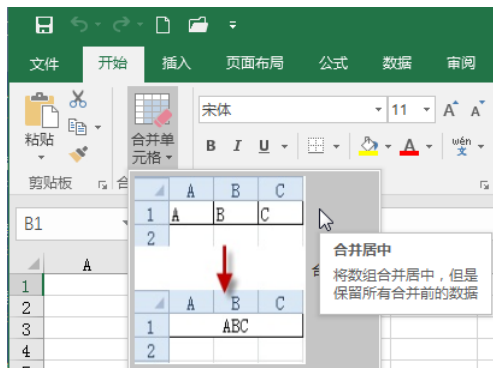 文件 开始 插入 页面布局 公式 数据 审阅
粘贴
合并单
元格
宋体 11 A A
B I U A wén
文
剪贴板 合
B1
A B C
1 A B C
2
合并居中
将数组合并居中，但是
保留所有合并前的数据
A B C
1 ABC
2
A
1
2
3
4